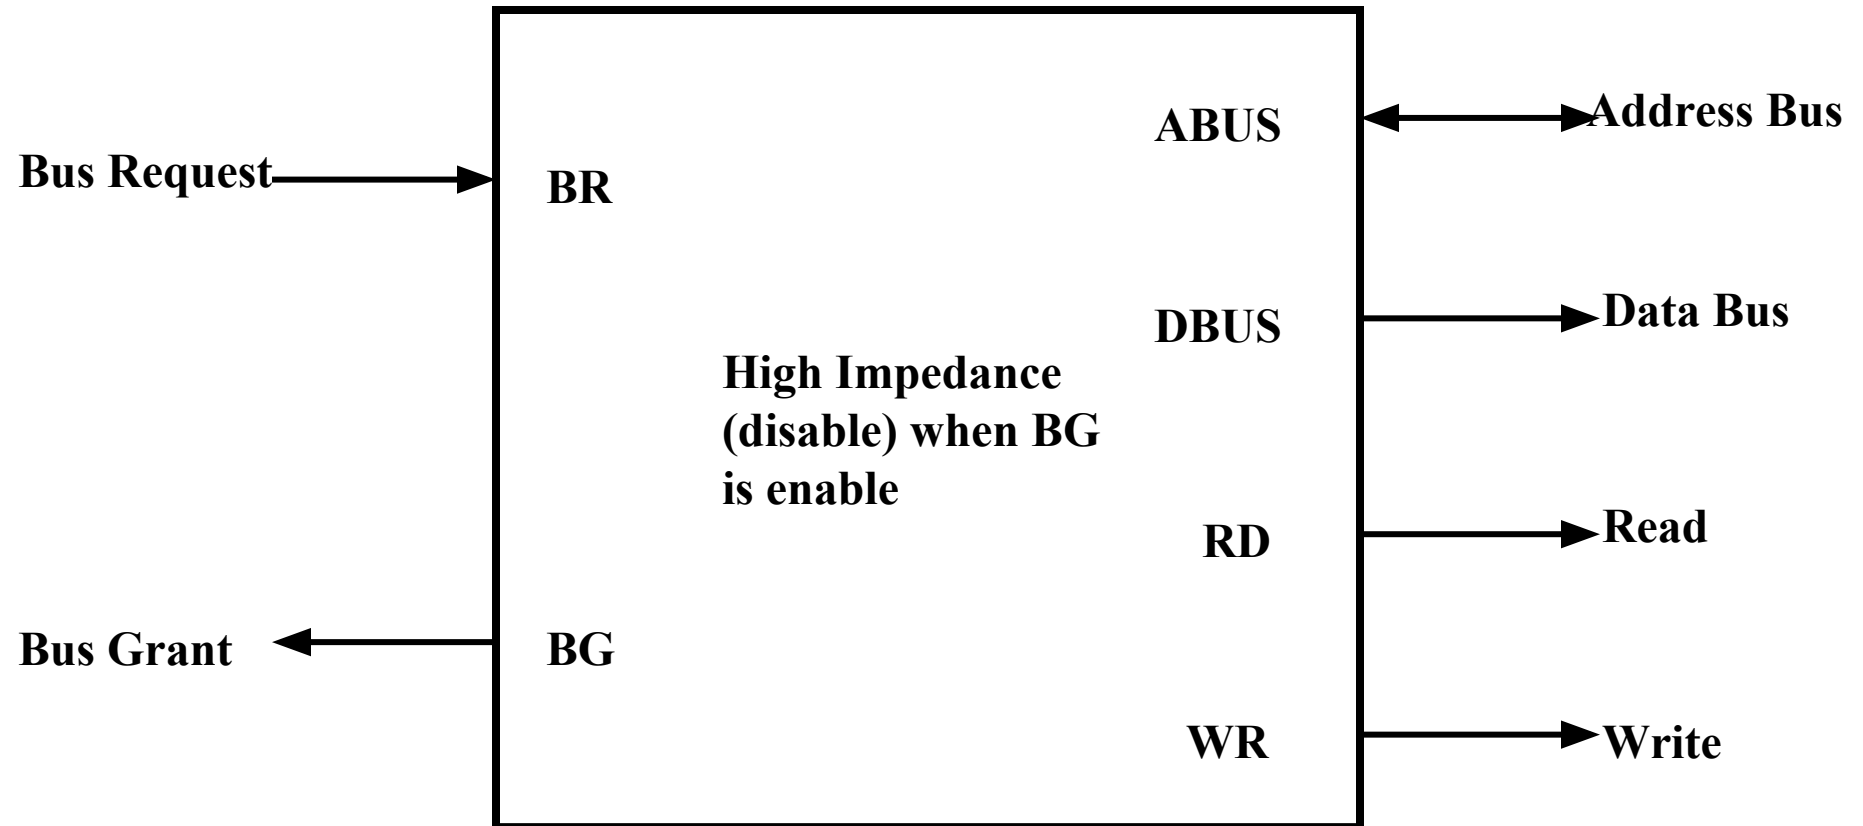 ABUS
Address Bus
Bus Request
BR
DBUS
Data Bus
High Impedance
(disable) when BG
is enable
RD
Read
Bus Grant
BG
WR
Write